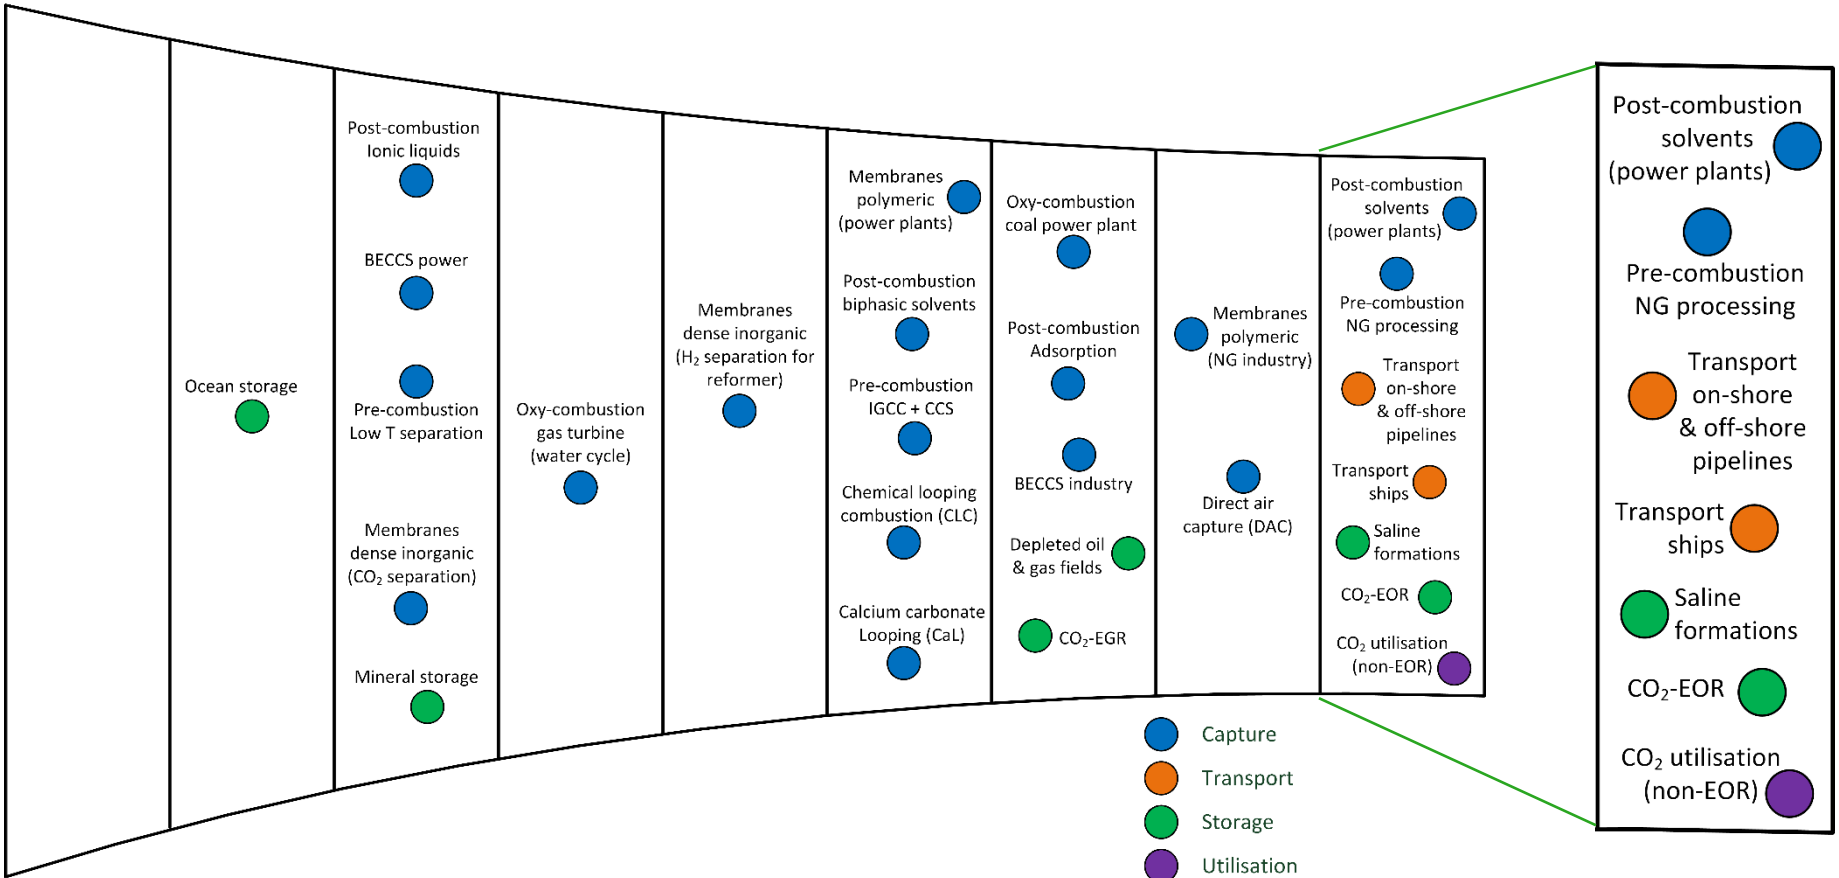 Ocean storage
Post-combustion
Ionic liquids
BECCS power
Pre-combustion
Low T separation
Membranes
dense inorganic
(CO₂ separation)
Mineral storage
Oxy-combustion
gas turbine
(water cycle)
Membranes
dense inorganic
(H₂ separation for
reformer)
Membranes
polymeric
(power plants)
Post-combustion
biphasic solvents
Pre-combustion
IGCC + CCS
Chemical looping
combustion (CLC)
Calcium carbonate
Looping (CaL)
Oxy-combustion
coal power plant
Post-combustion
Adsorption
BECCS industry
Depleted oil
& gas fields
CO₂-EGR
Membranes
polymeric
(NG industry)
Direct air
capture (DAC)
Post-combustion
solvents
(power plants)
Pre-combustion
NG processing
Transport
on-shore
& off-shore
pipelines
Transport
ships
Saline
formations
CO₂-EOR
CO₂ utilisation
(non-EOR)
Post-combustion
solvents
(power plants)
Pre-combustion
NG processing
Transport
on-shore
& off-shore
pipelines
Transport
ships
Saline
formations
CO₂-EOR
CO₂ utilisation
(non-EOR)
Capture
Transport
Storage
Utilisation